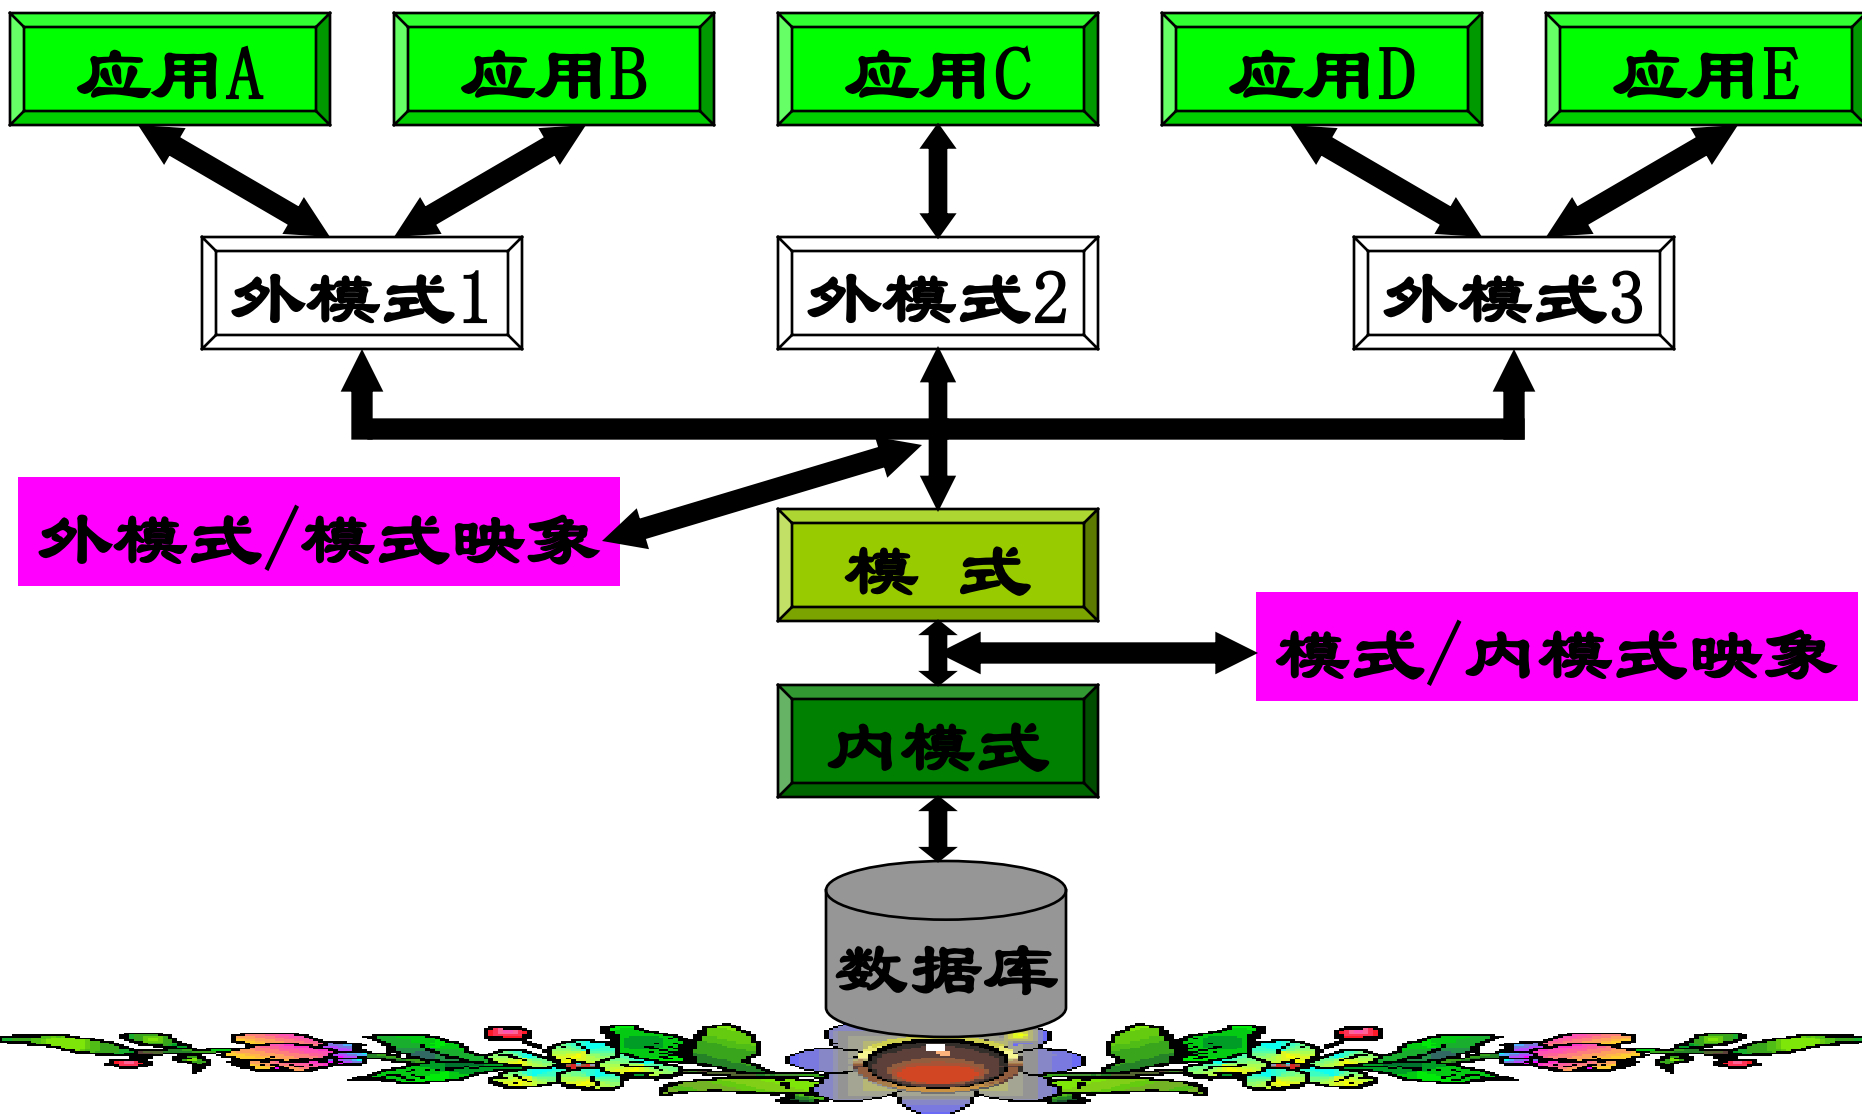 应用A
应用B
应用C
应用D
应用E
外模式1
外模式2
外模式3
外模式/模式映象
模 式
模式/内模式映象
内模式
数据库